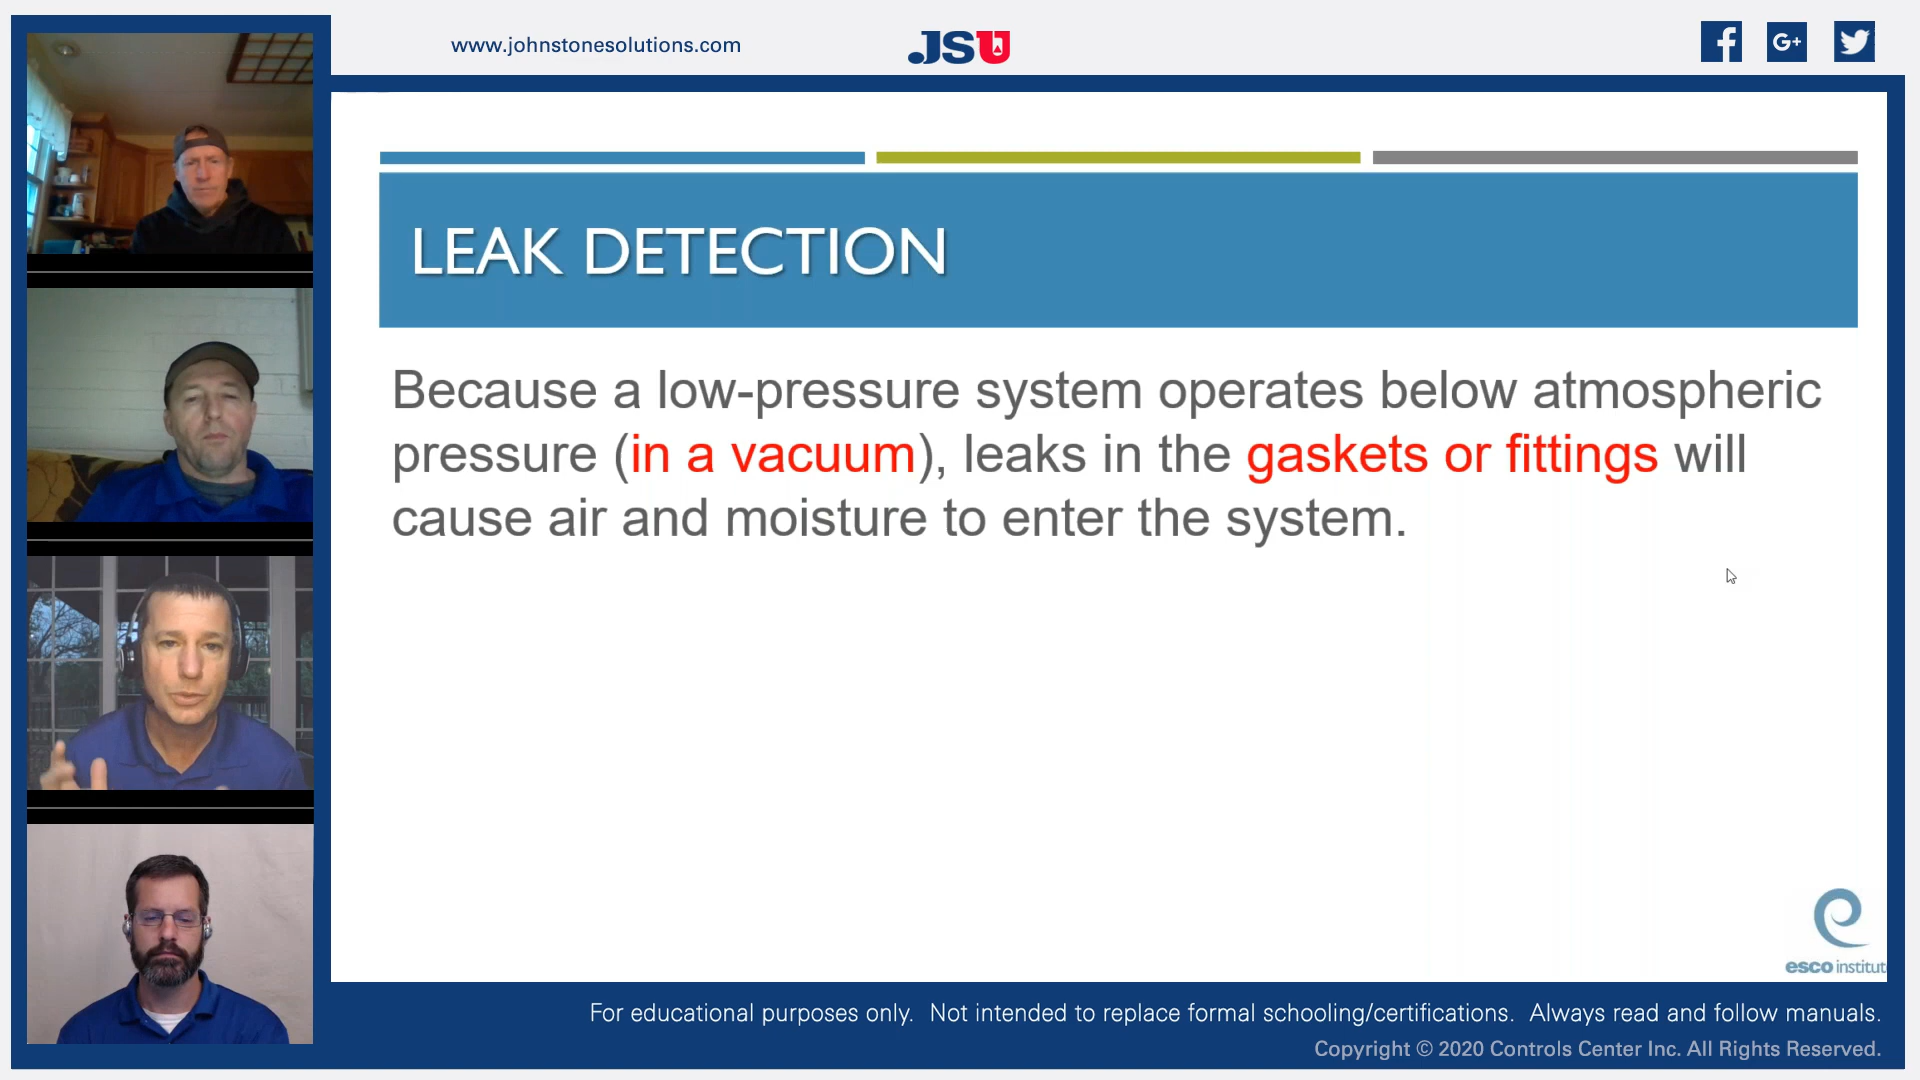 www.johnstonesolutions.com
JSU
G+
LEAK DETECTION
Because a low-pressure system operates below atmospheric
pressure (in a vacuum), leaks in the gaskets or fittings will
cause air and moisture to enter the system.
esco institut
For educational purposes only. Not intended to replace formal schooling/certifications. Always read and follow manuals.
Copyright © 2020 Controls Center Inc. All Rights Reserved.